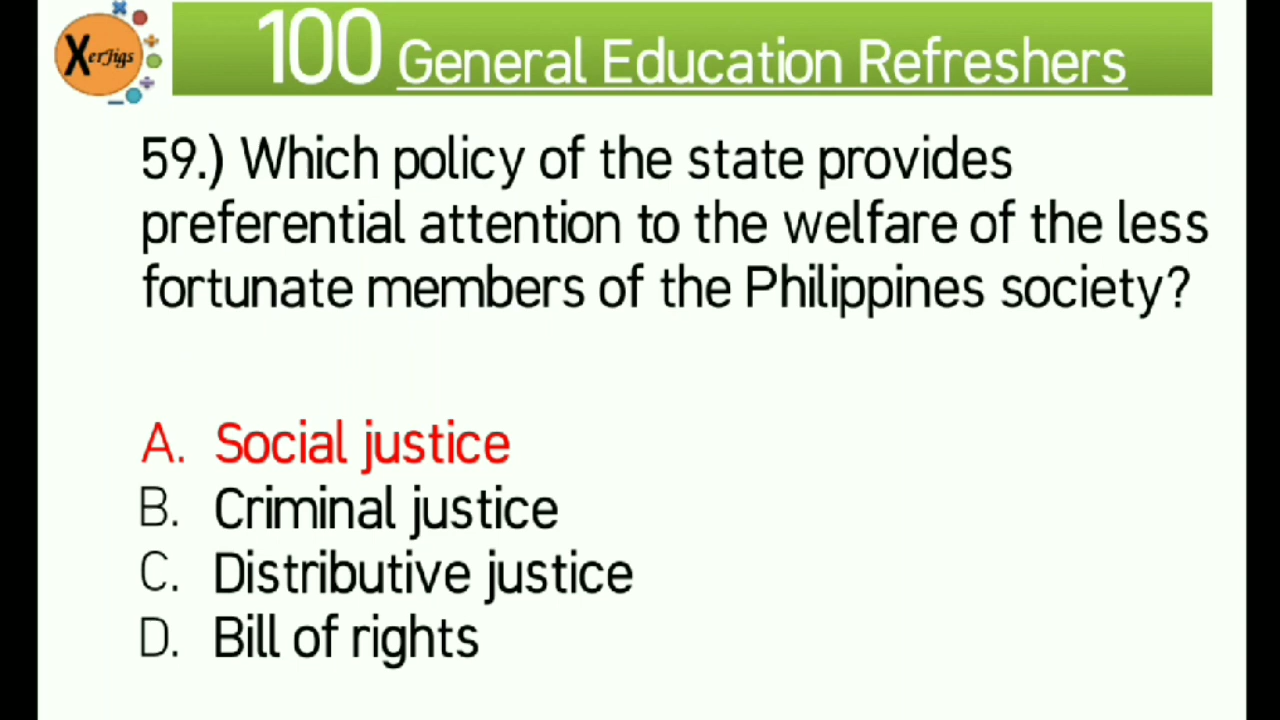 XerJigs
100 General Education Refreshers
59.) Which policy of the state provides
preferential attention to the welfare of the less
fortunate members of the Philippines society?
A. Social justice
B. Criminal justice
C. Distributive justice
D. Bill of rights